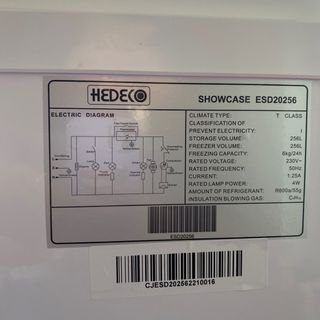 HEDECO
SHOWCASE ESD20256
ELECTRIC DIAGRAM
CLIMATE TYPE: T CLASS
CLASSIFICATION OF
PREVENT ELECTRICITY: I
STORAGE VOLUME: 256L
FREEZER VOLUME: 256L
FREEZING CAPACITY: 6kg/24h
RATED VOLTAGE: 230V~
RATED FREQUENCY: 50Hz
CURRENT: 1.25A
RATED LAMP POWER: 4W
AMOUNT OF REFRIGERANT: R600a/55g
INSULATION BLOWING GAS:
ESD20256
CJESD202562210016